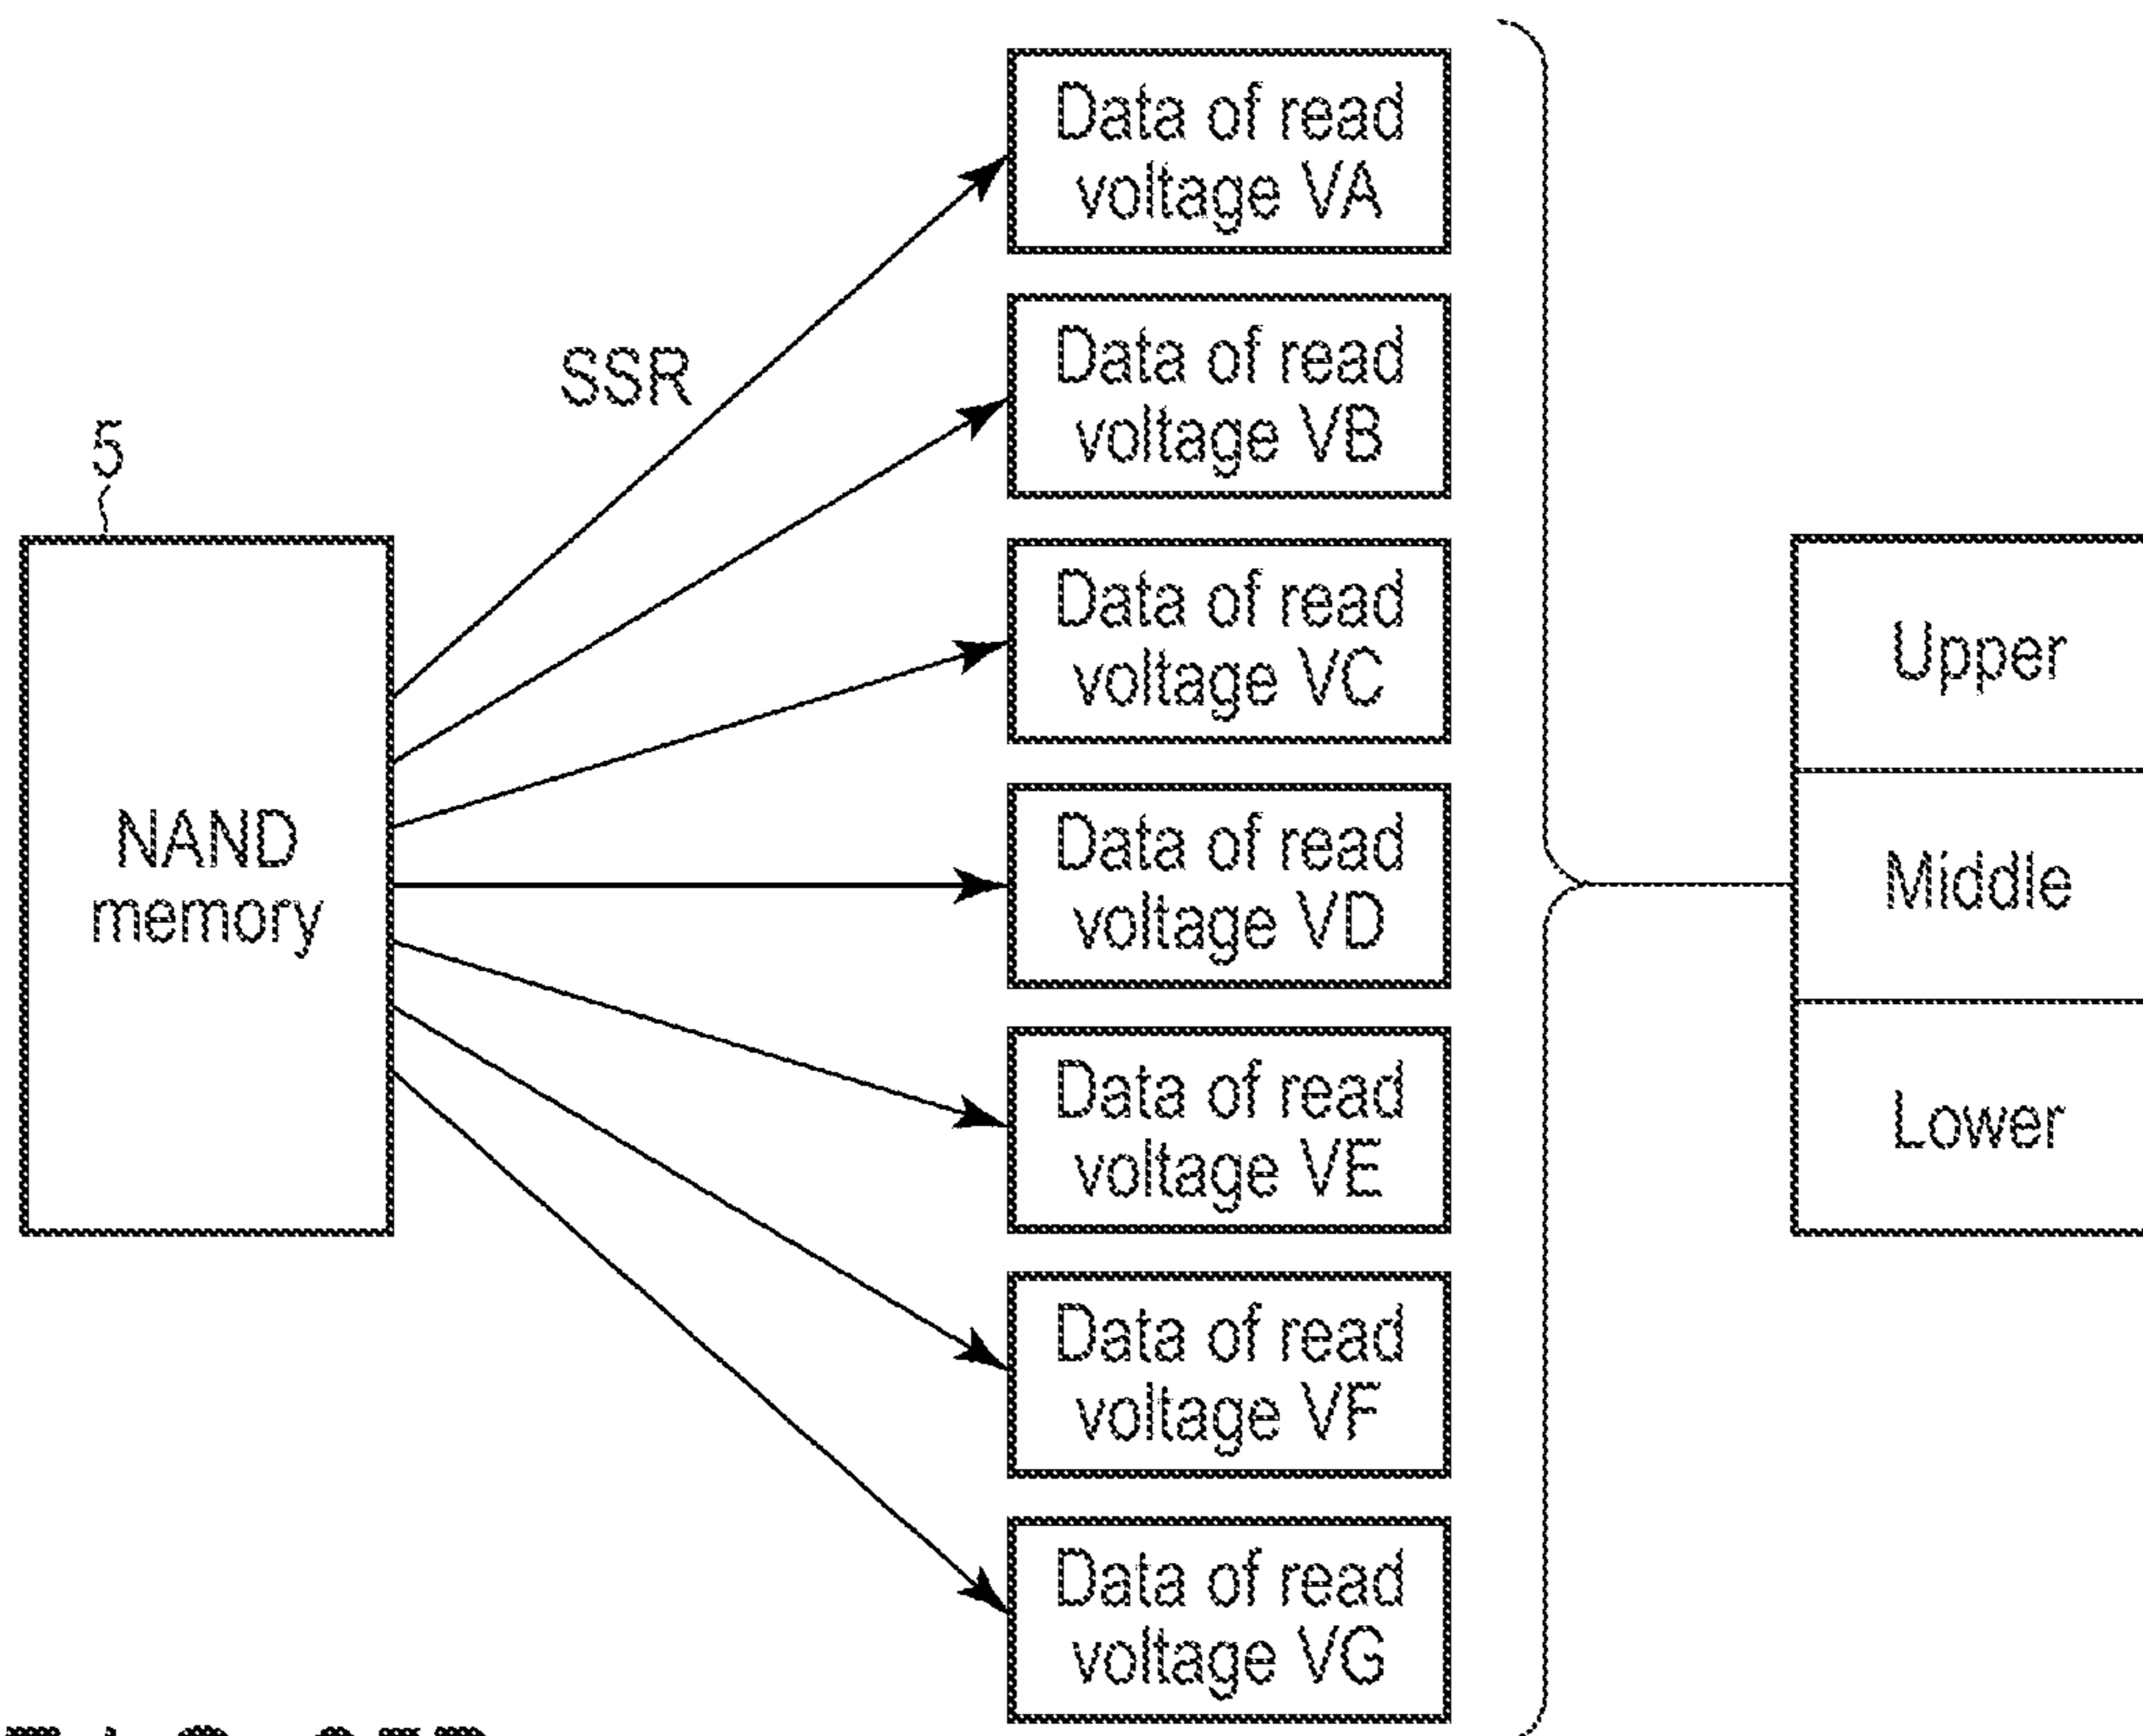 Data of read
voltage VA
SSR
Data of read
voltage VB
5
Data of read
voltage VC
NAND
memory
Data of read
voltage VD
Data of read
voltage VE
Data of read
voltage VF
Data of read
voltage VG
Upper
Middle
Lower